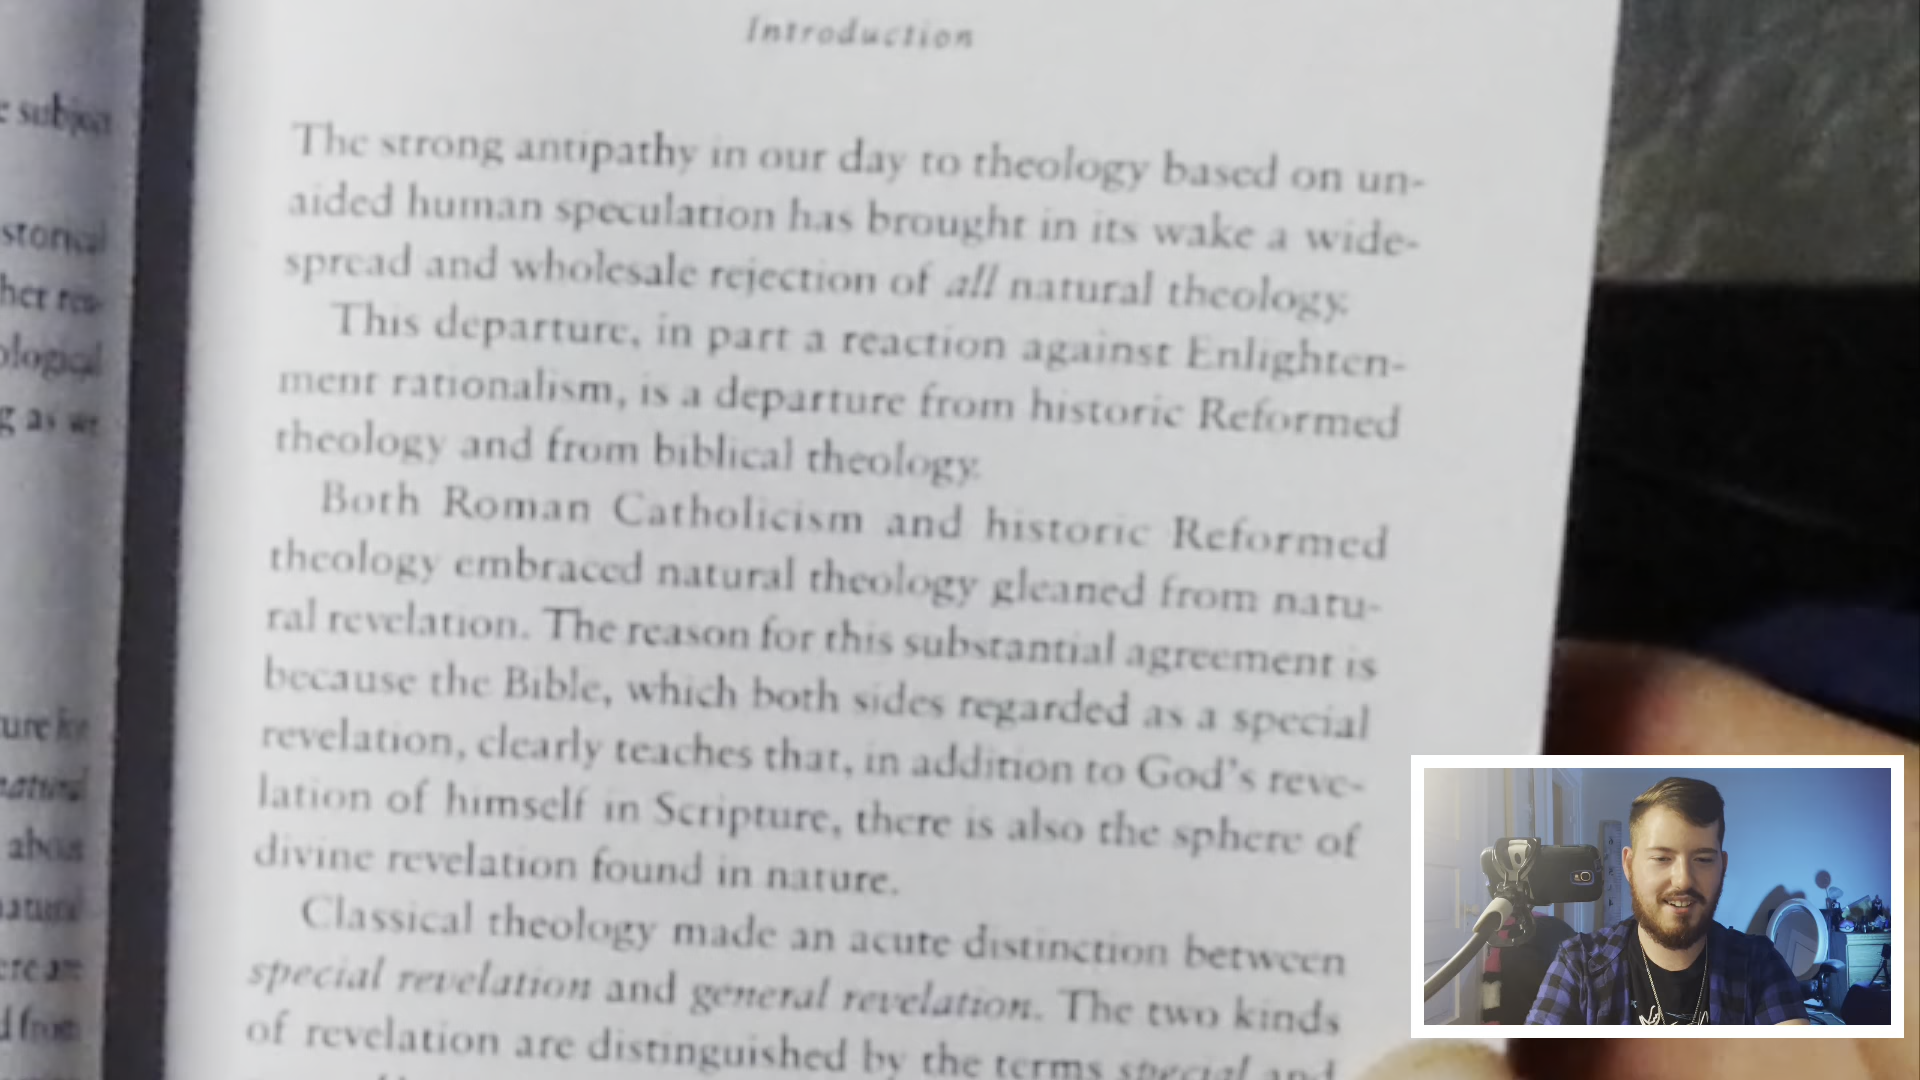 Introduction
The strong antipathy in our day to theology based on un-
aided human speculation has brought in its wake a wide-
spread and wholesale rejection of all natural theology.
This departure, in part a reaction against Enlighten-
ment rationalism, is a departure from historic Reformed
theology and from biblical theology.
Both Roman Catholicism and historic Reformed
theology embraced natural theology gleaned from natu-
ral revelation. The reason for this substantial agreement is
because the Bible, which both sides regarded as a special
revelation, clearly teaches that, in addition to God's reve-
lation of himself in Scripture, there is also the sphere of
divine revelation found in nature.
Classical theology made an acute distinction between
special revelation and general revelation. The two kinds
of revelation are distinguished by the terms special and
subject
as we
about